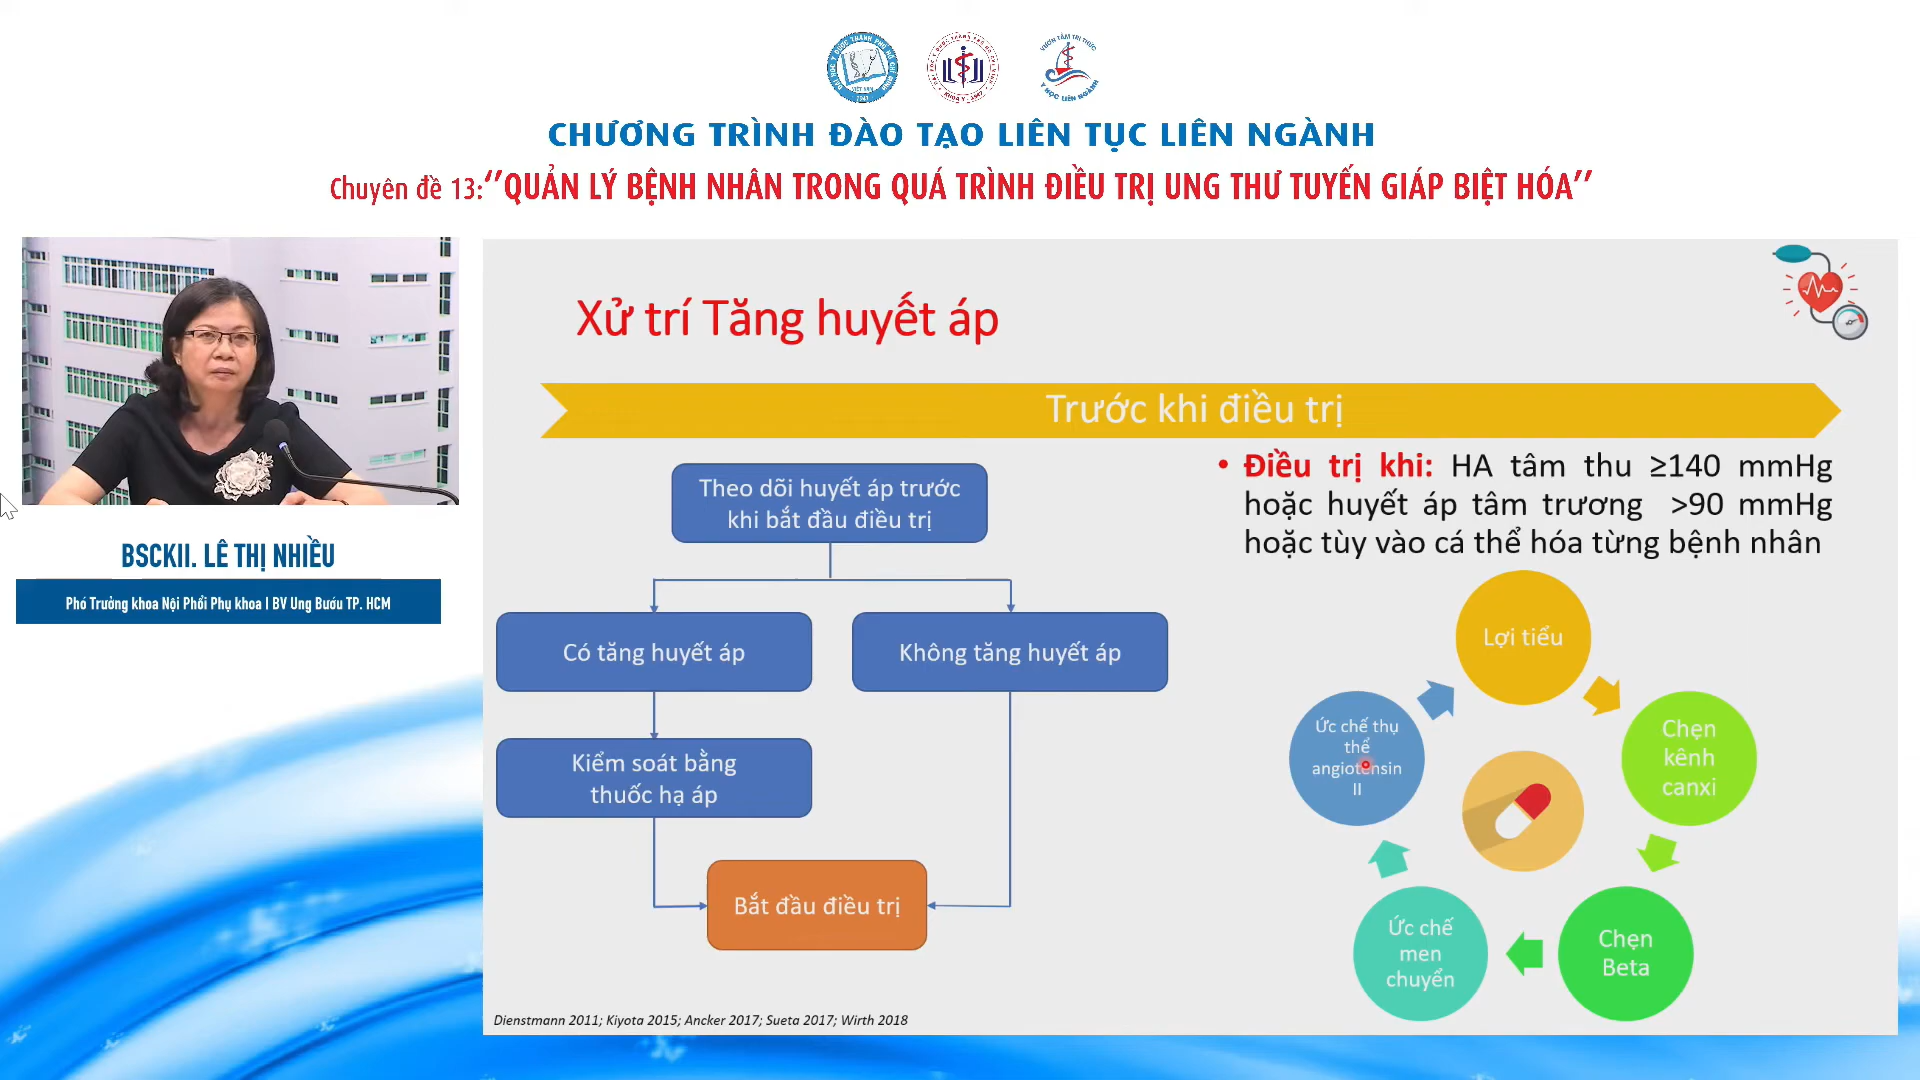 CHƯƠNG TRÌNH ĐÀO TẠO LIÊN TỤC LIÊN NGÀNH
Chuyên đề 13:‘’QUẢN LÝ BỆNH NHÂN TRONG QUÁ TRÌNH ĐIỀU TRỊ UNG THƯ TUYẾN GIÁP BIỆT HÓA’’
BSCKII. LÊ THỊ NHIỀU
Phó Trưởng khoa Nội Phổi Phụ khoa I BV Ung Bướu TP. HCM
Xử trí Tăng huyết áp
Trước khi điều trị
Theo dõi huyết áp trước
khi bắt đầu điều trị
Có tăng huyết áp
Không tăng huyết áp
Kiểm soát bằng
thuốc hạ áp
Bắt đầu điều trị
• Điều trị khi: HA tâm thu ≥140 mmHg
hoặc huyết áp tâm trương >90 mmHg
hoặc tùy vào cá thể hóa từng bệnh nhân
Lợi tiểu
Chẹn
kênh
canxi
Chẹn
Beta
Ức chế
men
chuyển
Ức chế thụ
thể
angiotensin
II
Dienstmann 2011; Kiyota 2015; Ancker 2017; Sueta 2017; Wirth 2018